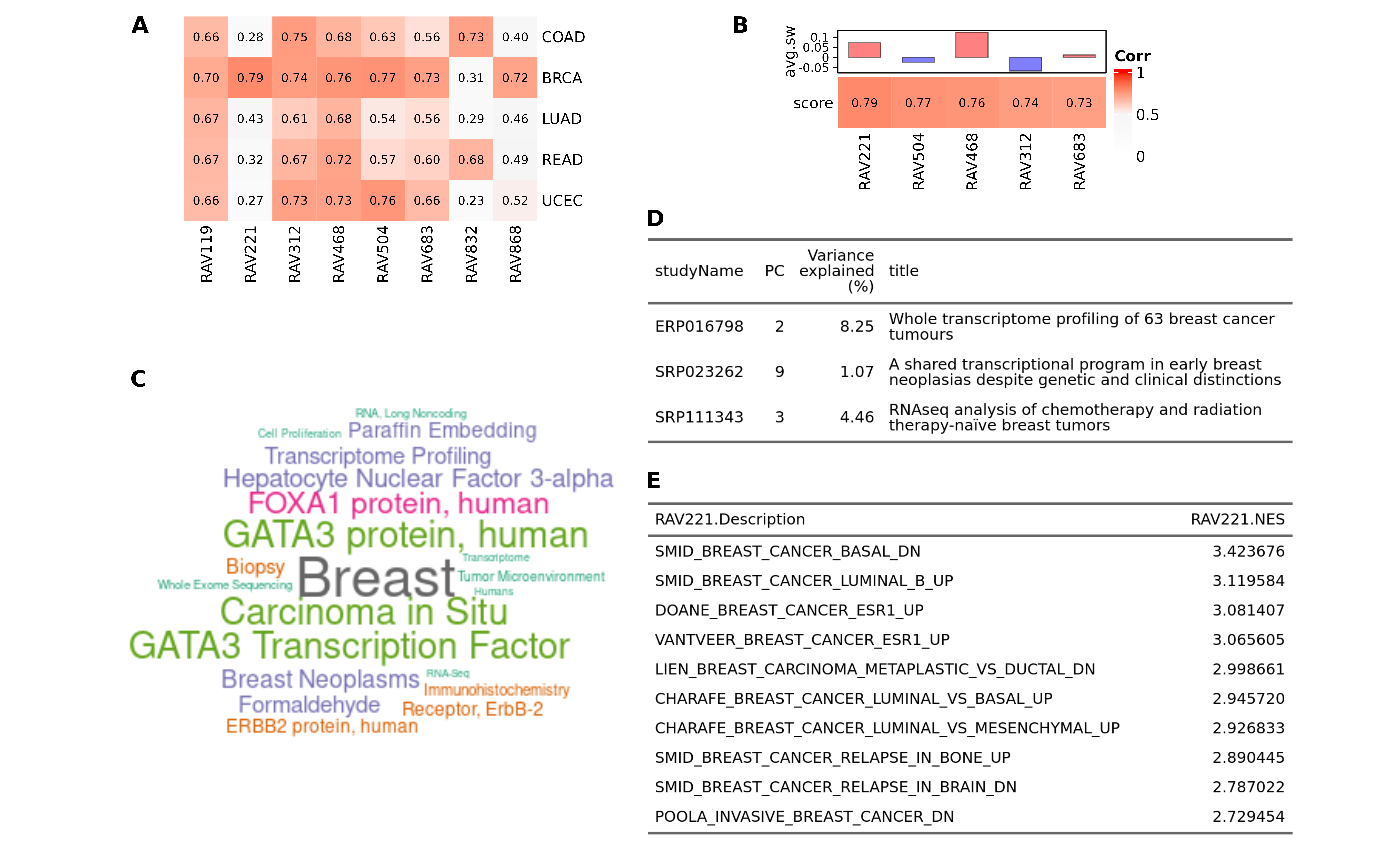 A
0.66 0.28 0.75 0.68 0.63 0.56 0.73 0.40 COAD
0.70 0.79 0.74 0.76 0.77 0.73 0.31 0.72 BRCA
0.67 0.43 0.61 0.68 0.54 0.56 0.29 0.46 LUAD
0.67 0.32 0.67 0.72 0.57 0.60 0.68 0.49 READ
0.66 0.27 0.73 0.73 0.76 0.66 0.23 0.52 UCEC
RAV119 RAV221 RAV312 RAV468 RAV504 RAV683 RAV832 RAV868
B
avg.sw
0.1
0.05
0
-0.05
score 0.79 0.77 0.76 0.74 0.73
RAV221 RAV504 RAV468 RAV312 RAV683
Corr
1
0.5
0
C
RNA, Long Noncoding
Cell Proliferation Paraffin Embedding
Transcriptome Profiling
Hepatocyte Nuclear Factor 3-alpha
FOXA1 protein, human
GATA3 protein, human
Transcriptome
Biopsy Breast Tumor Microenvironment
Whole Exome Sequencing Humans
Carcinoma in Situ
GATA3 Transcription Factor
Breast Neoplasms RNA-Seq
Immunohistochemistry
Formaldehyde Receptor, ErbB-2
ERBB2 protein, human
D
studyName PC Variance explained (%) title
ERP016798 2 8.25 Whole transcriptome profiling of 63 breast cancer
tumours
SRP023262 9 1.07 A shared transcriptional program in early breast
neoplasias despite genetic and clinical distinctions
SRP111343 3 4.46 RNAseq analysis of chemotherapy and radiation
therapy-naïve breast tumors
E
RAV221.Description RAV221.NES
SMID_BREAST_CANCER_BASAL_DN 3.423676
SMID_BREAST_CANCER_LUMINAL_B_UP 3.119584
DOANE_BREAST_CANCER_ESR1_UP 3.081407
VANTVEER_BREAST_CANCER_ESR1_UP 3.065605
LIEN_BREAST_CARCINOMA_METAPLASTIC_VS_DUCTAL_DN 2.998661
CHARAFE_BREAST_CANCER_LUMINAL_VS_BASAL_UP 2.945720
CHARAFE_BREAST_CANCER_LUMINAL_VS_MESENCHYMAL_UP 2.926833
SMID_BREAST_CANCER_RELAPSE_IN_BONE_UP 2.890445
SMID_BREAST_CANCER_RELAPSE_IN_BRAIN_DN 2.787022
POOLA_INVASIVE_BREAST_CANCER_DN 2.729454